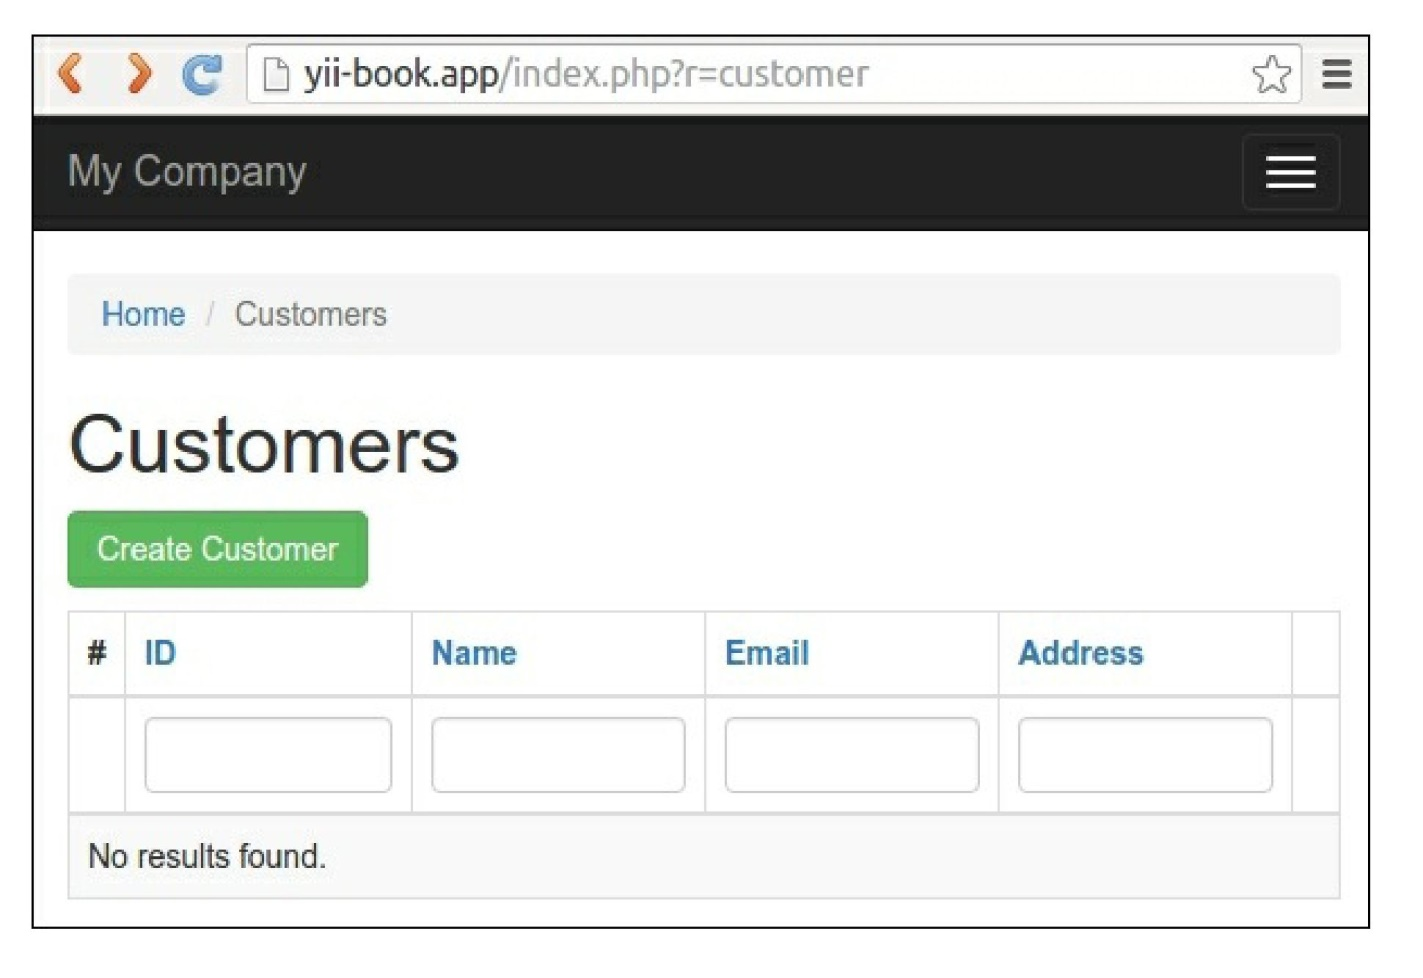 yii-book.app/index.php?r=customer
My Company
Home / Customers
Customers
Create Customer
# ID Name Email Address
No results found.